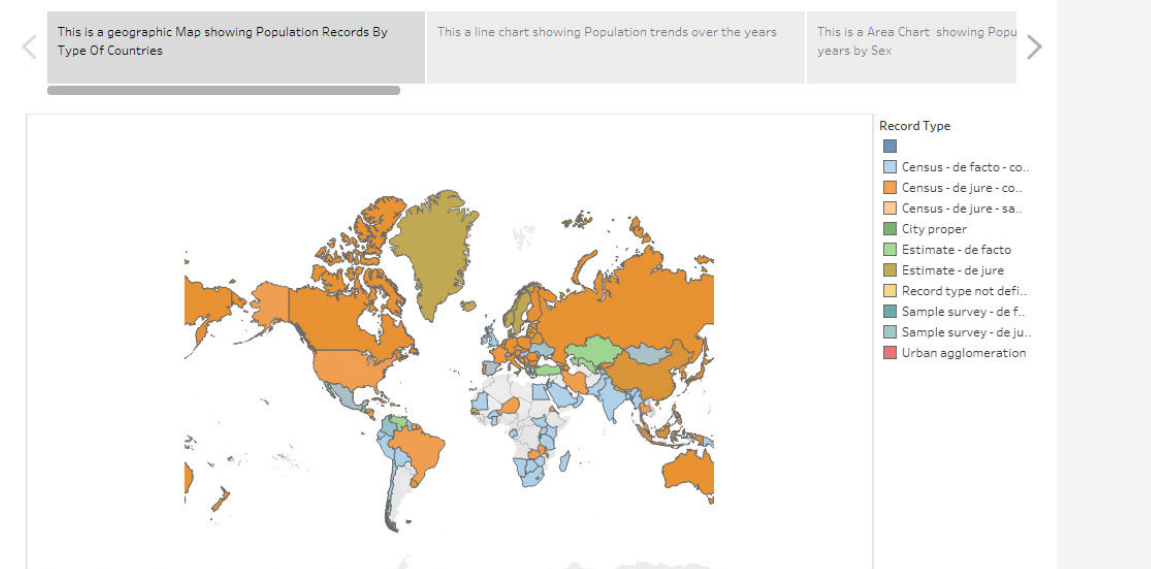 This is a geographic Map showing Population Records By
Type Of Countries
This a line chart showing Population trends over the years
This is a Area Chart  showing Popu
years by Sex
Record Type
Census - de facto - co..
Census - de jure - co..
Census - de jure - sa..
City proper
Estimate - de facto
Estimate - de jure
Record type not defi..
Sample survey - de f..
Sample survey - de ju..
Urban agglomeration